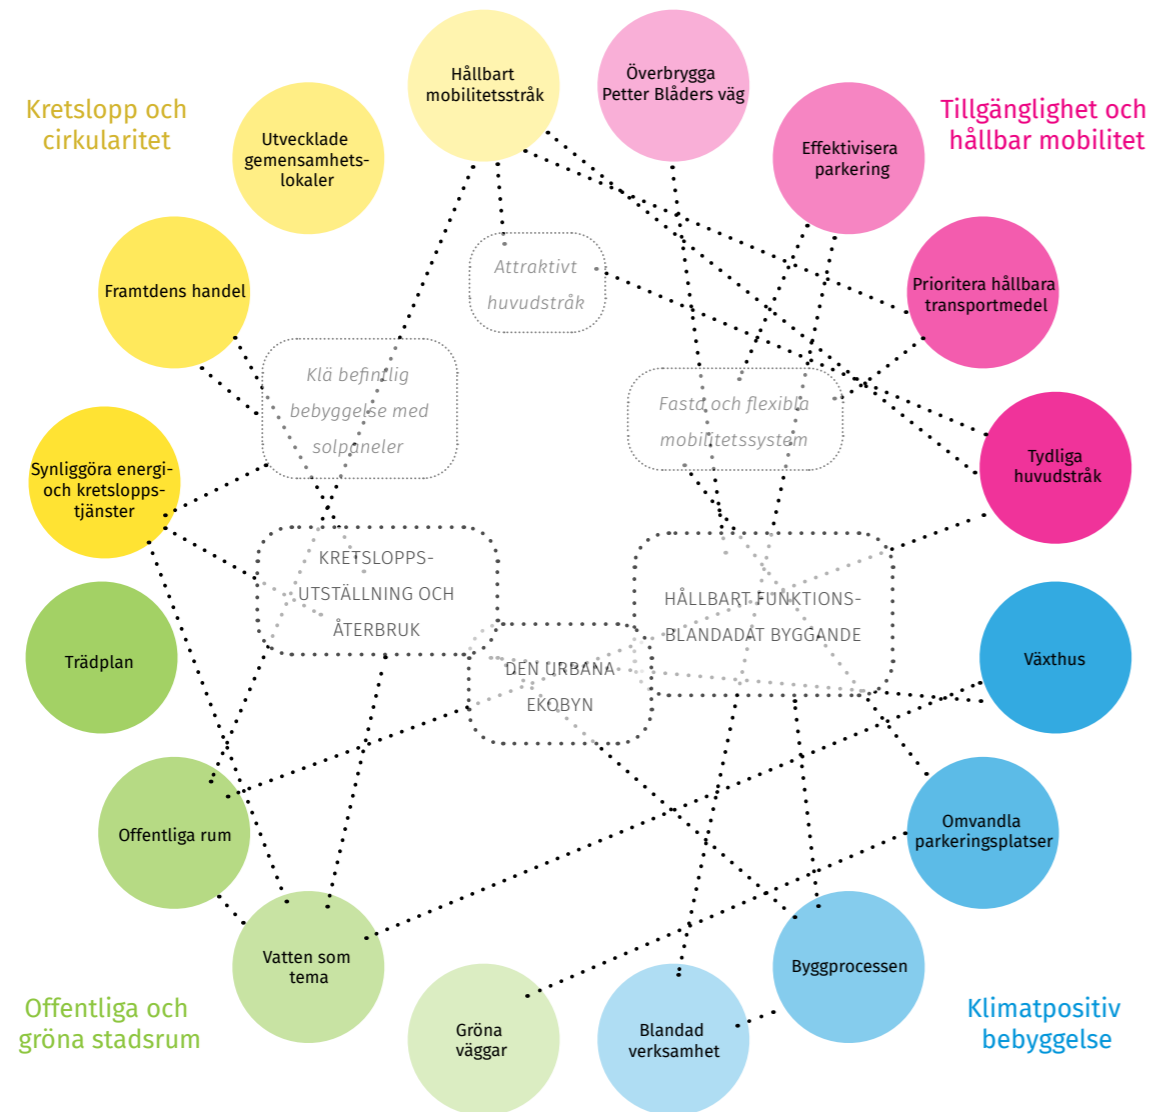 Kretslopp och
cirkularitet
Hållbart
mobilitetsstråk
Överbrygga
Petter Blåders väg
Tillgänglighet och
hållbar mobilitet
Utvecklade
gemensamhets-
lokaler
Effektivisera
parkering
Framtdens handel
Attraktivt
huvudstråk
Prioritera hållbara
transportmedel
Klä befintlig
bebyggelse med
solpaneler
Fasta och flexibla
mobilitetssystem
Synliggöra energi-
och kretslopps-
tjänster
Tydliga
huvudstråk
KRETSLOPPS-
UTSTÄLLNING OCH
ÅTERBRUK
HÅLLBART FUNKTIONS-
BLANDADAT BYGGANDE
Trädplan
DEN URBANA
EKOBYN
Växthus
Offentliga rum
Omvandla
parkeringsplatser
Vatten som
tema
Byggprocessen
Offentliga och
gröna stadsrum
Gröna
väggar
Blandad
verksamhet
Klimatpositiv
bebyggelse